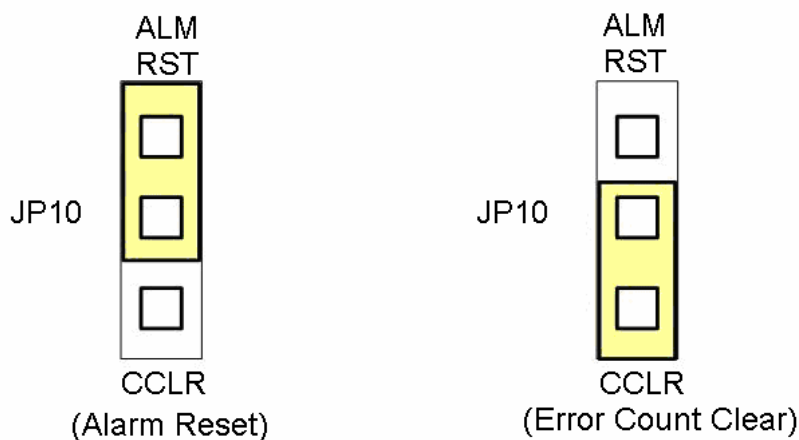 ALM
RST
JP10
CCLR
(Alarm Reset)
ALM
RST
JP10
CCLR
(Error Count Clear)